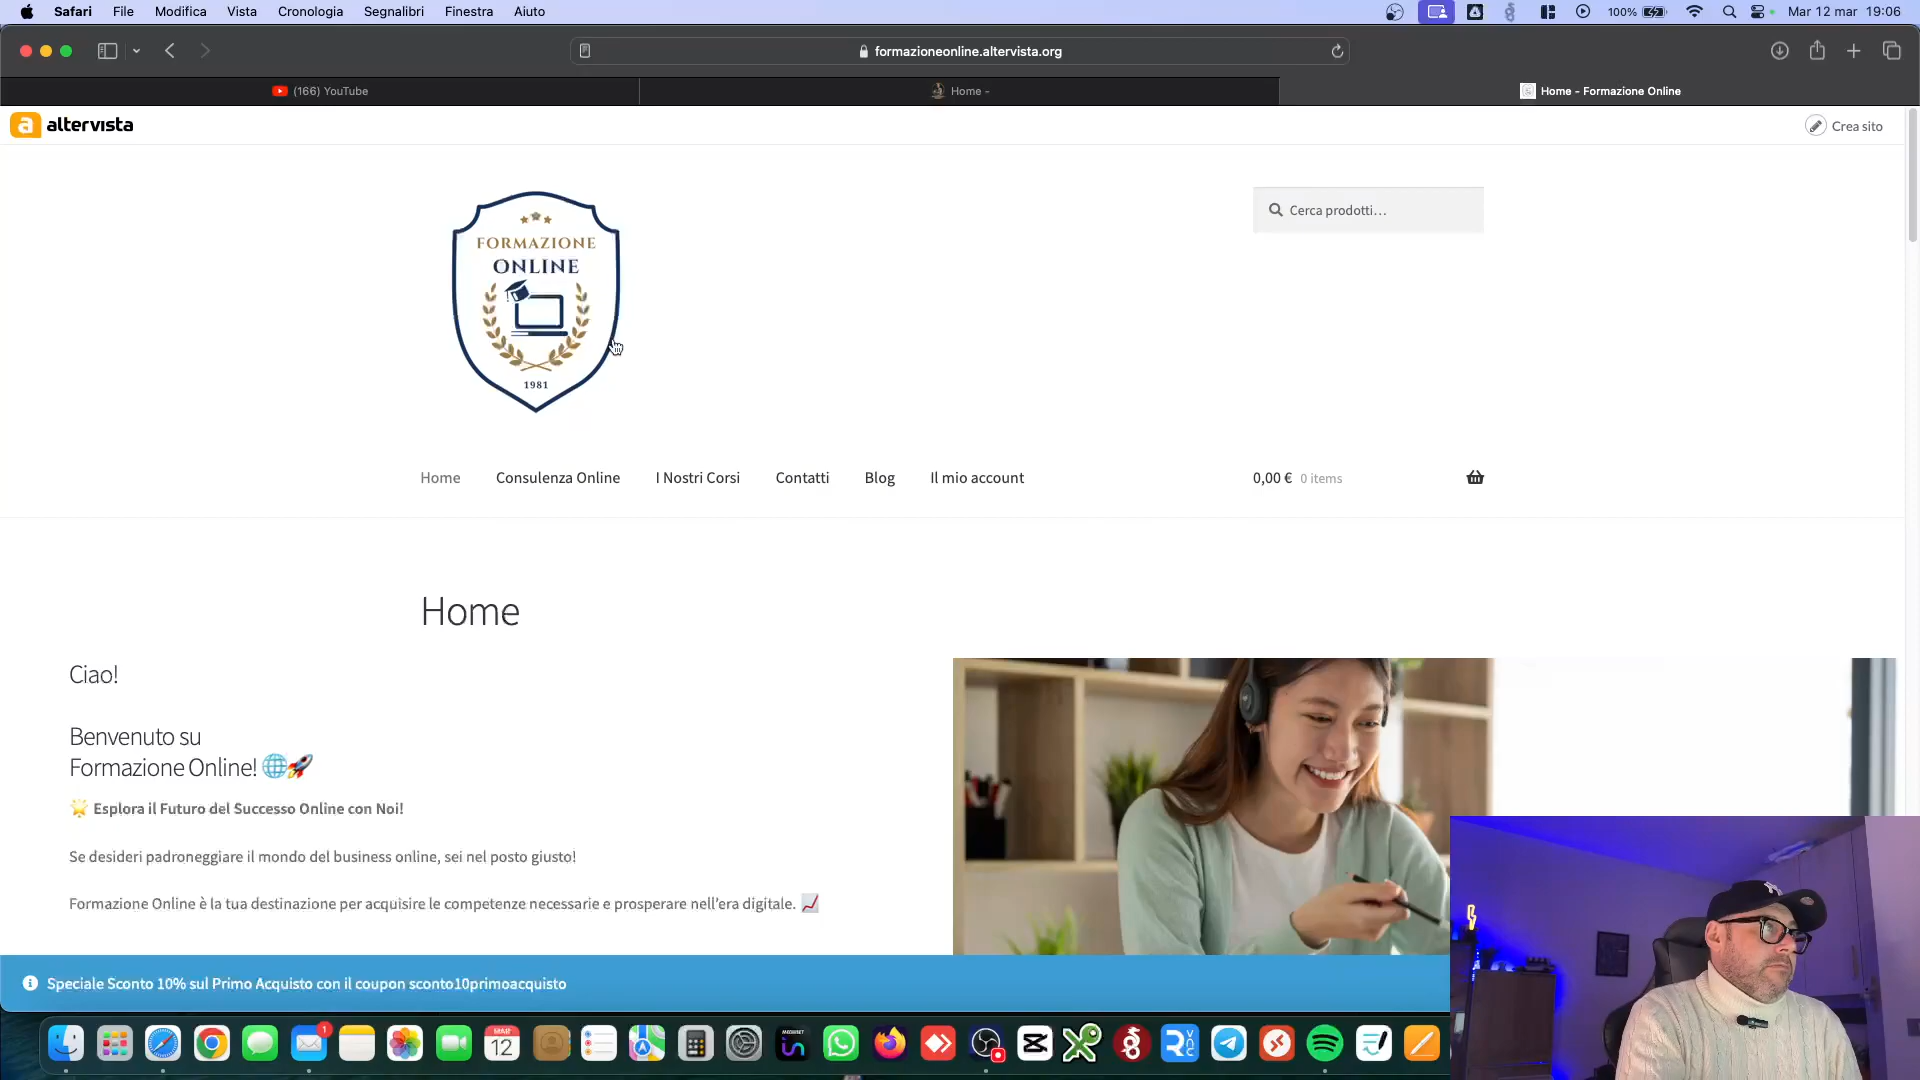 Safari File Modifica Vista Cronologia Segnalibri Finestra Aiuto 100% Mar 12 mar 19:06
formazioneonline.altervista.org
(166) YouTube
Home -
Home - Formazione Online
a altervista
Crea sito
FORMAZIONE
ONLINE
1981
Cerca prodotti…
Home Consulenza Online I Nostri Corsi Contatti Blog Il mio account 0,00 € 0 items
Home
Ciao!
Benvenuto su
Formazione Online! 🌐🚀
🌟 Esplora il Futuro del Successo Online con Noi!
Se desideri padroneggiare il mondo del business online, sei nel posto giusto!
Formazione Online è la tua destinazione per acquisire le competenze necessarie e prosperare nell'era digitale. 📈
Speciale Sconto 10% sul Primo Acquisto con il coupon sconto10primoacquisto
1
MAR
12